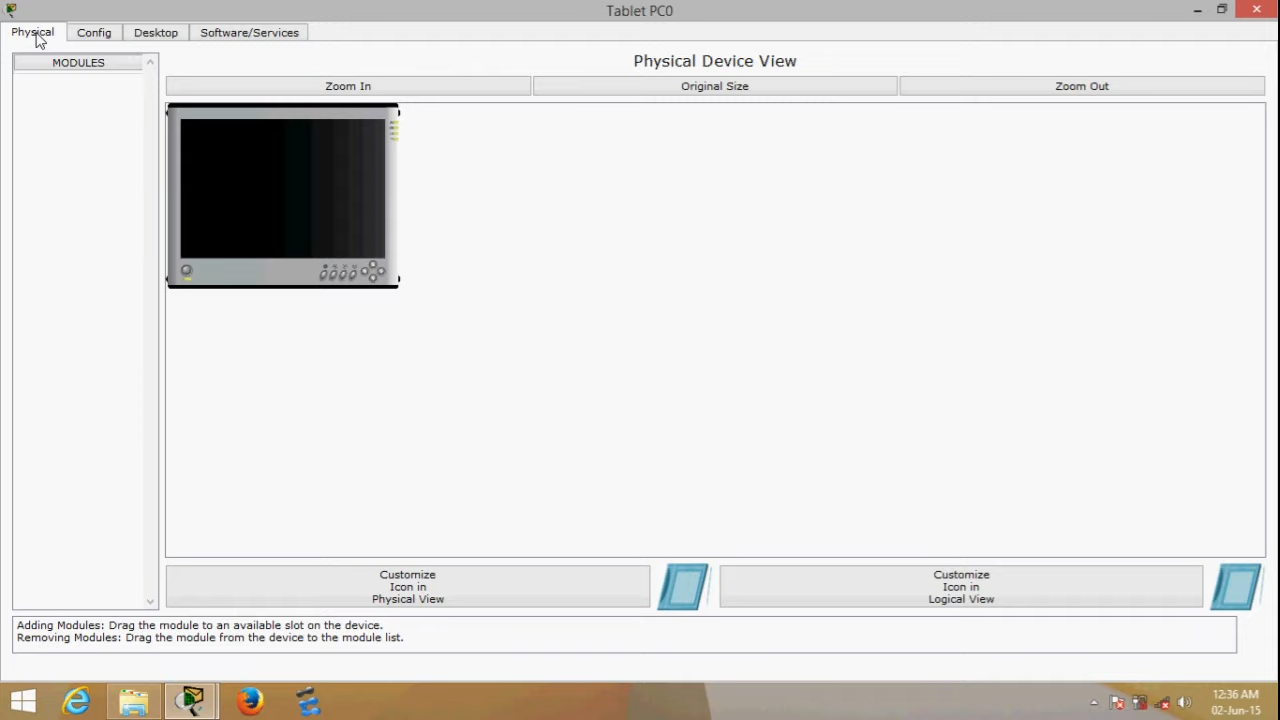 Tablet PC0
Physical
Config
Desktop
Software/Services
MODULES
Physical Device View
Zoom In
Original Size
Zoom Out
Customize
Icon in
Physical View
Customize
Icon in
Logical View
Adding Modules: Drag the module to an available slot on the device.
Removing Modules: Drag the module from the device to the module list.
12:36 AM
02-Jun-15